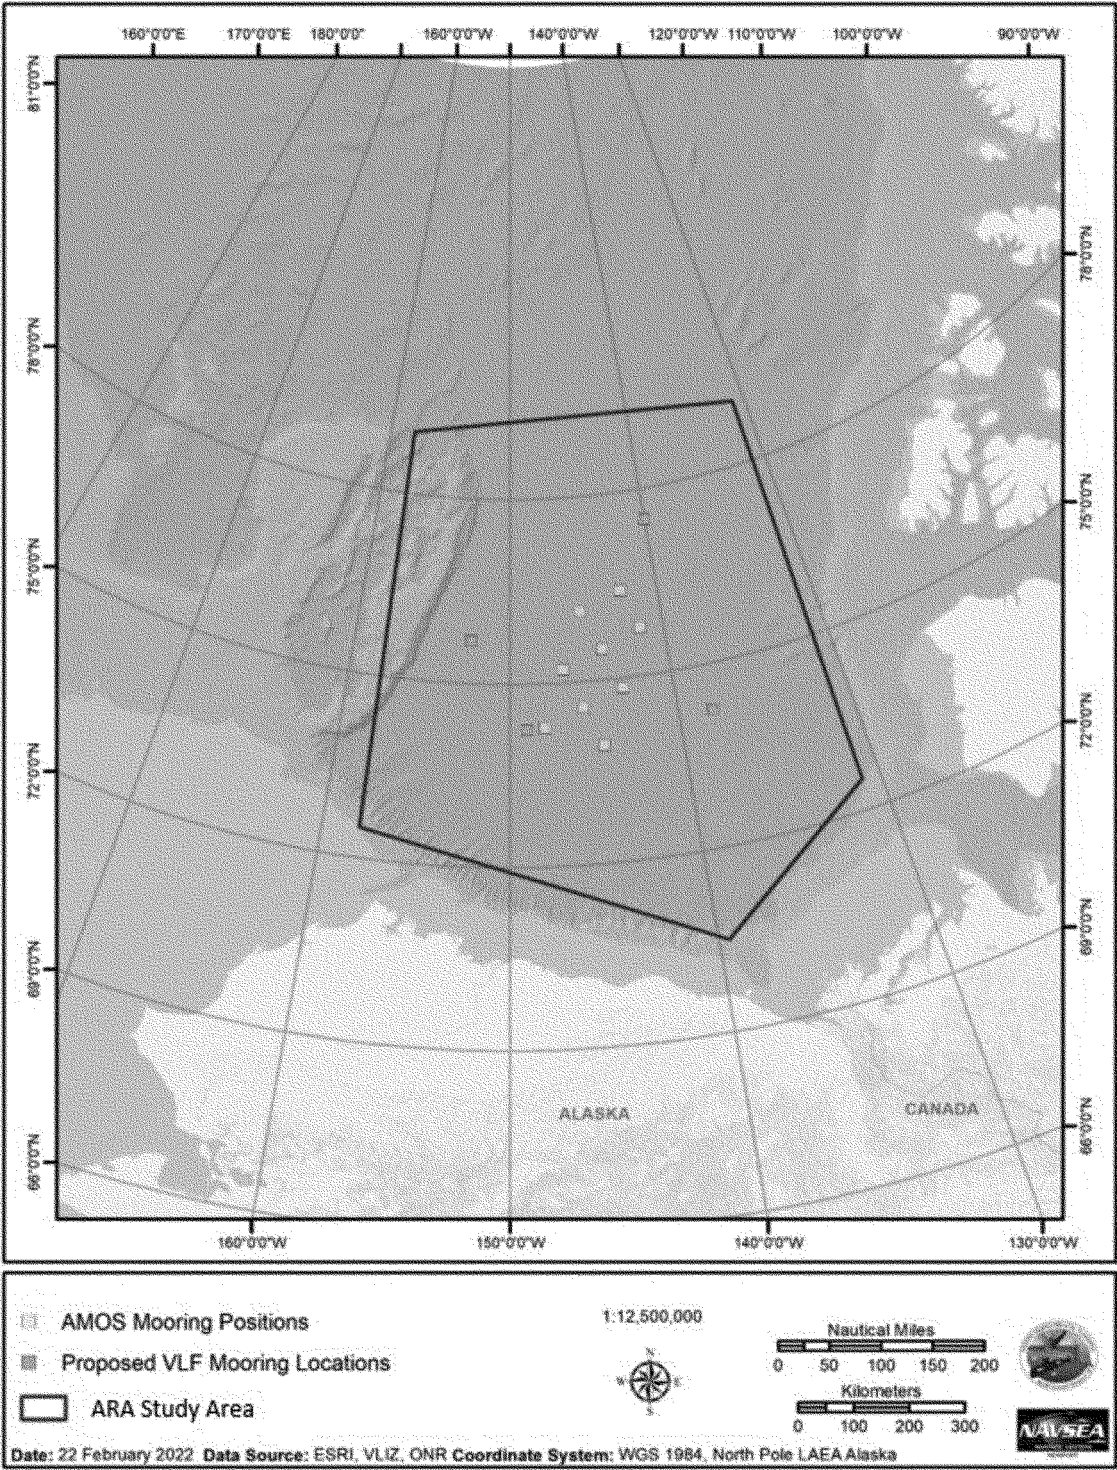 160°0'0"E 170°0'0"E 180°0'0" 160°0'0"W 140°0'0"W 120°0'0"W 110°0'0"W 100°0'0"W 90°0'0"W
81°0'0"N
78°0'0"N
78°0'0"N
75°0'0"N
75°0'0"N
72°0'0"N
72°0'0"N
69°0'0"N
69°0'0"N
66°0'0"N
66°0'0"N
ALASKA
CANADA
160°0'0"W 150°0'0"W 140°0'0"W 130°0'0"W
AMOS Mooring Positions
Proposed VLF Mooring Locations
ARA Study Area
1:12,500,000
N
W E
S
Nautical Miles
0 50 100 150 200
Kilometers
0 100 200 300
NAVSEA
Date: 22 February 2022 Data Source: ESRI, VLIZ, ONR Coordinate System: WGS 1984, North Pole LAEA Alaska